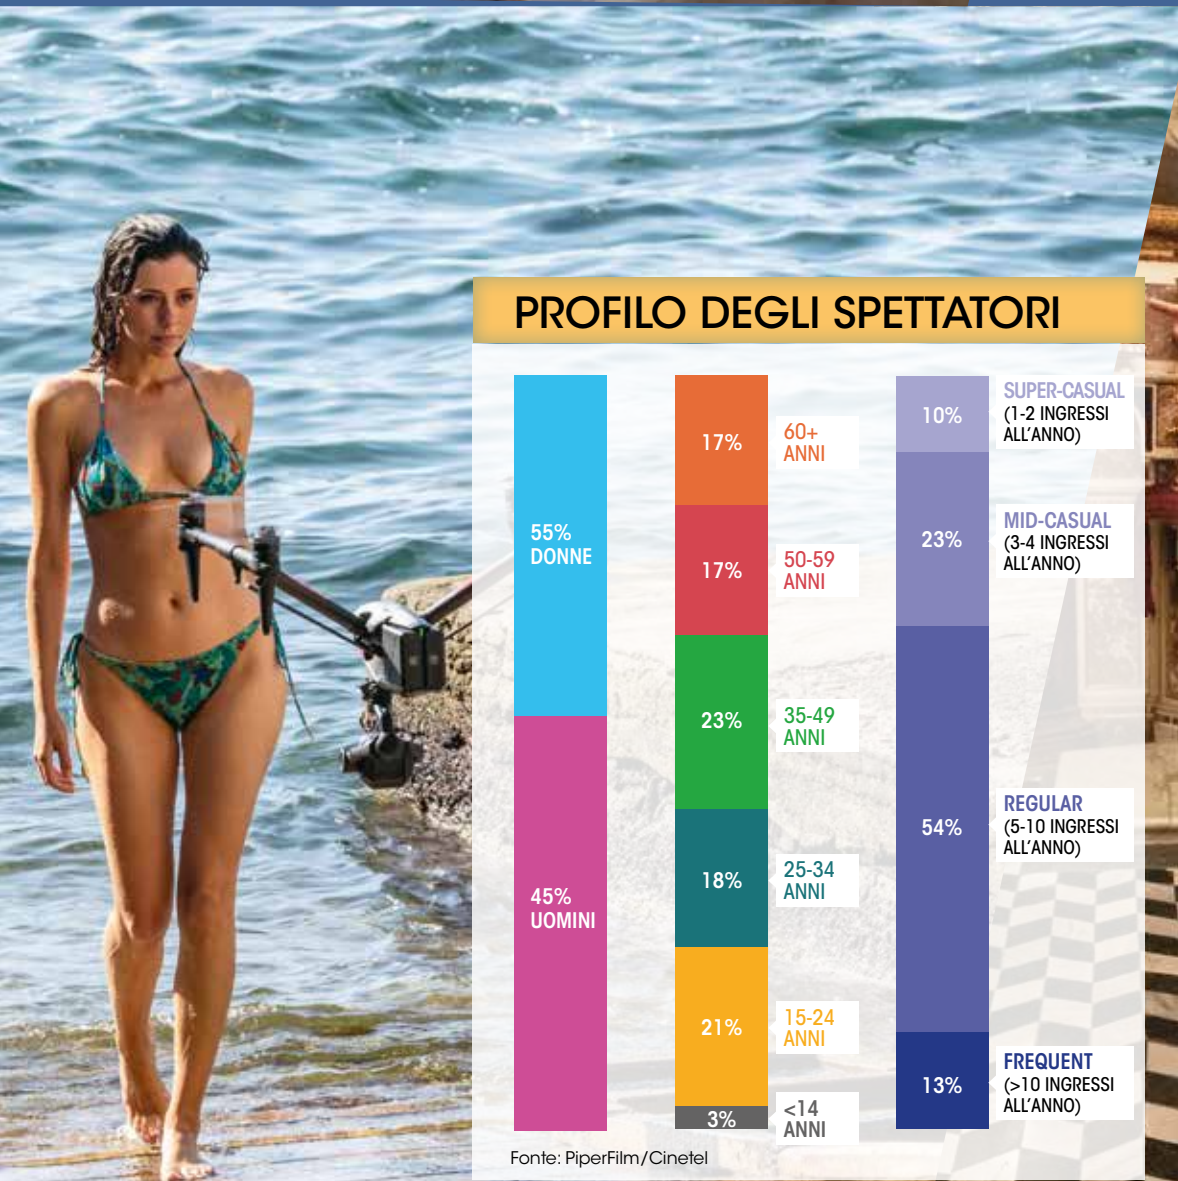 PROFILO DEGLI SPETTATORI
55%
DONNE
45%
UOMINI
17%
60+
ANNI
17%
50-59
ANNI
23%
35-49
ANNI
18%
25-34
ANNI
21%
15-24
ANNI
3%
<14
ANNI
10%
SUPER-CASUAL
(1-2 INGRESSI
ALL'ANNO)
23%
MID-CASUAL
(3-4 INGRESSI
ALL'ANNO)
54%
REGULAR
(5-10 INGRESSI
ALL'ANNO)
13%
FREQUENT
(>10 INGRESSI
ALL'ANNO)
Fonte: PiperFilm/Cinetel